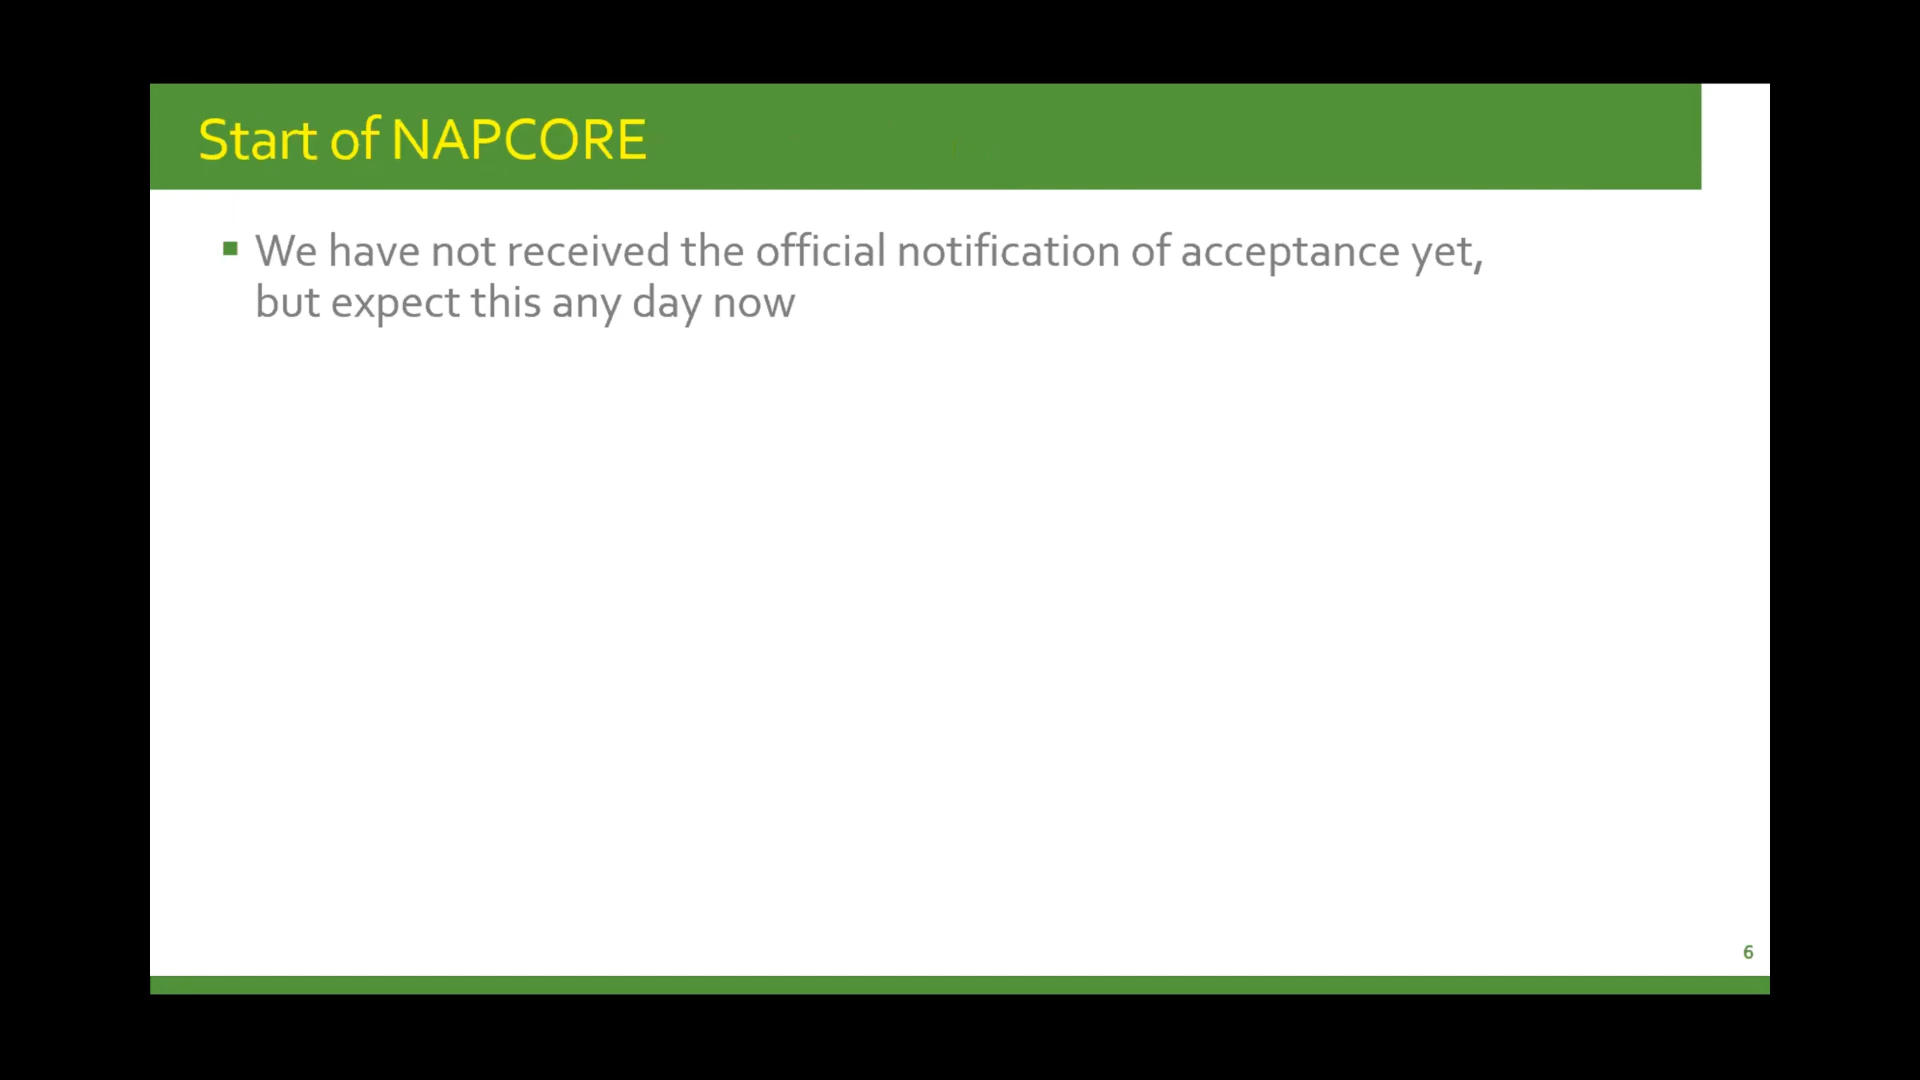 Start of NAPCORE
▪ We have not received the official notification of acceptance yet,
but expect this any day now
6